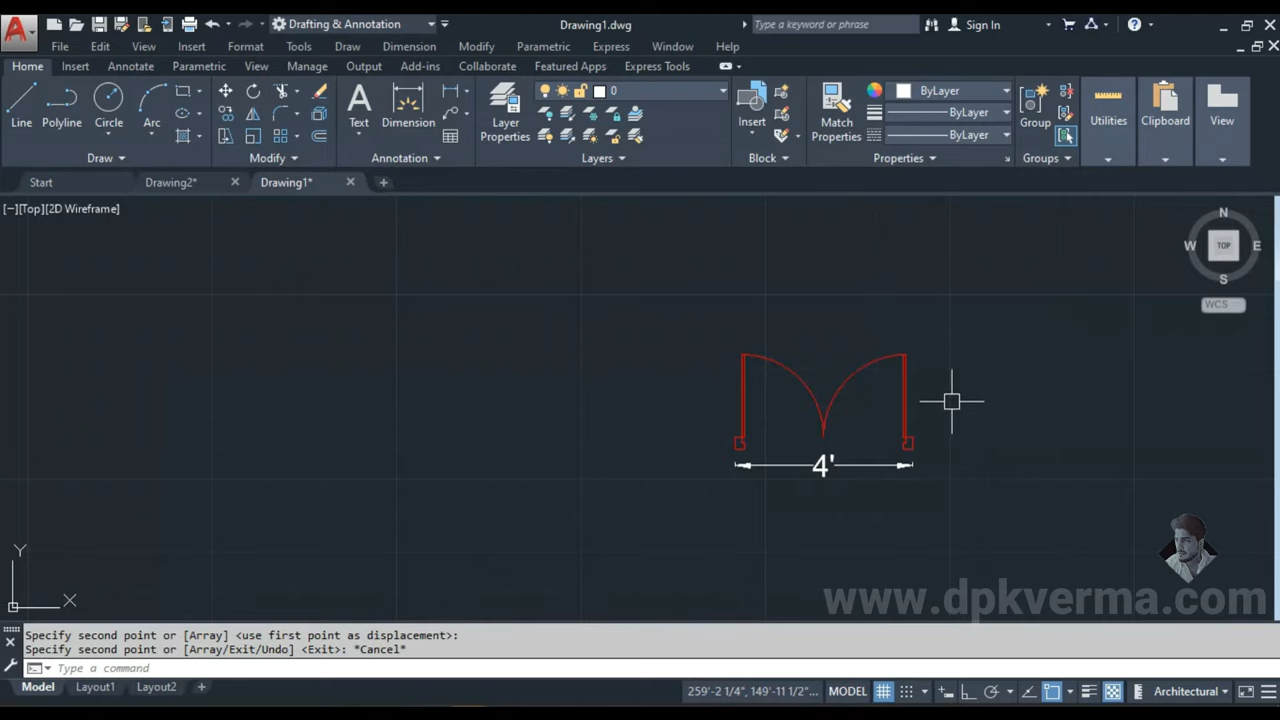 Drafting & Annotation
Drawing1.dwg
Type a keyword or phrase
Sign In
File Edit View Insert Format Tools Draw Dimension Modify Parametric Express Window Help
Home Insert Annotate Parametric View Manage Output Add-ins Collaborate Featured Apps Express Tools
Line Polyline Circle Arc
Text Dimension
Layer Properties
0
Insert
Match Properties
ByLayer
ByLayer
ByLayer
Group
Utilities
Clipboard
View
Draw Modify Annotation Layers Block Properties Groups
Start Drawing2* Drawing1*
[−][Top][2D Wireframe]
N
W TOP E
S
WCS
4'
Y
X
www.dpkverma.com
Specify second point or [Array] <use first point as displacement>:
Specify second point or [Array/Exit/Undo] <Exit>: *Cancel*
Type a command
Model Layout1 Layout2
259'-2 1/4", 149'-11 1/2"... MODEL Architectural